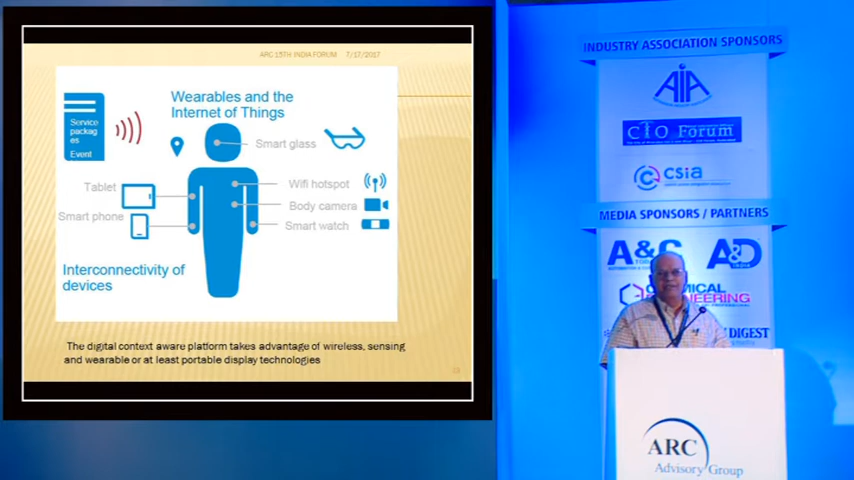 ARC 15TH INDIA FORUM 7/17/2017
Wearables and the
Internet of Things
Service
packag
es
Event
Smart glass
Tablet
Wifi hotspot
Smart phone
Body camera
Smart watch
Interconnectivity of
devices
The digital context aware platform takes advantage of wireless, sensing
and wearable or at least portable display technologies
INDUSTRY ASSOCIATION SPONSORS
AIA
CTO Forum
csia
MEDIA SPONSORS / PARTNERS
A&C
A&D
INDIA
DIGEST
ARC
Advisory Group